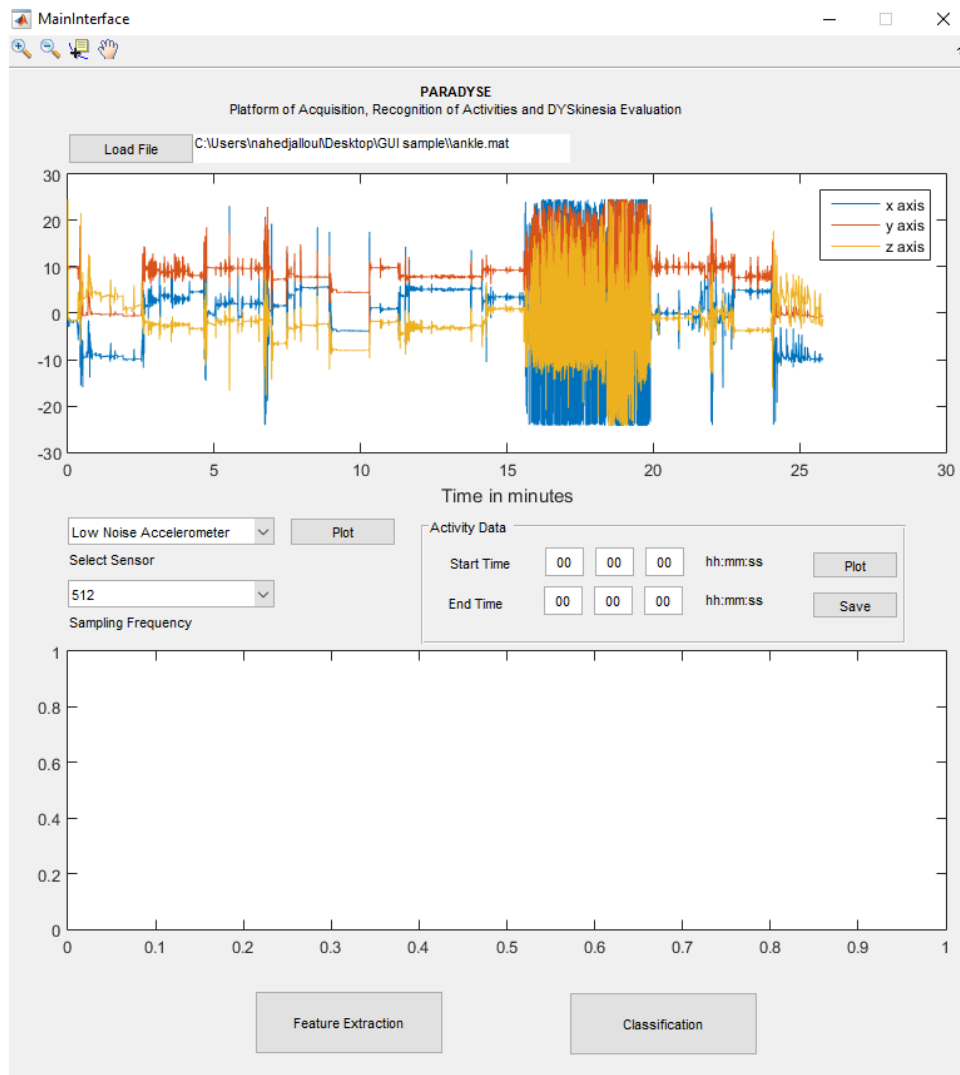 MainInterface
PARADYSE
Platform of Acquisition, Recognition of Activities and DYSkinesia Evaluation
Load File
C:\Users\nahedjalloul\Desktop\GUI sample\\ankle.mat
30
20
10
0
-10
-20
-30
x axis
y axis
z axis
0 5 10 15 20 25 30
Time in minutes
Low Noise Accelerometer
Plot
Select Sensor
512
Sampling Frequency
Activity Data
Start Time 00 00 00 hh:mm:ss Plot
End Time 00 00 00 hh:mm:ss Save
1
0.8
0.6
0.4
0.2
0
0 0.1 0.2 0.3 0.4 0.5 0.6 0.7 0.8 0.9 1
Feature Extraction
Classification